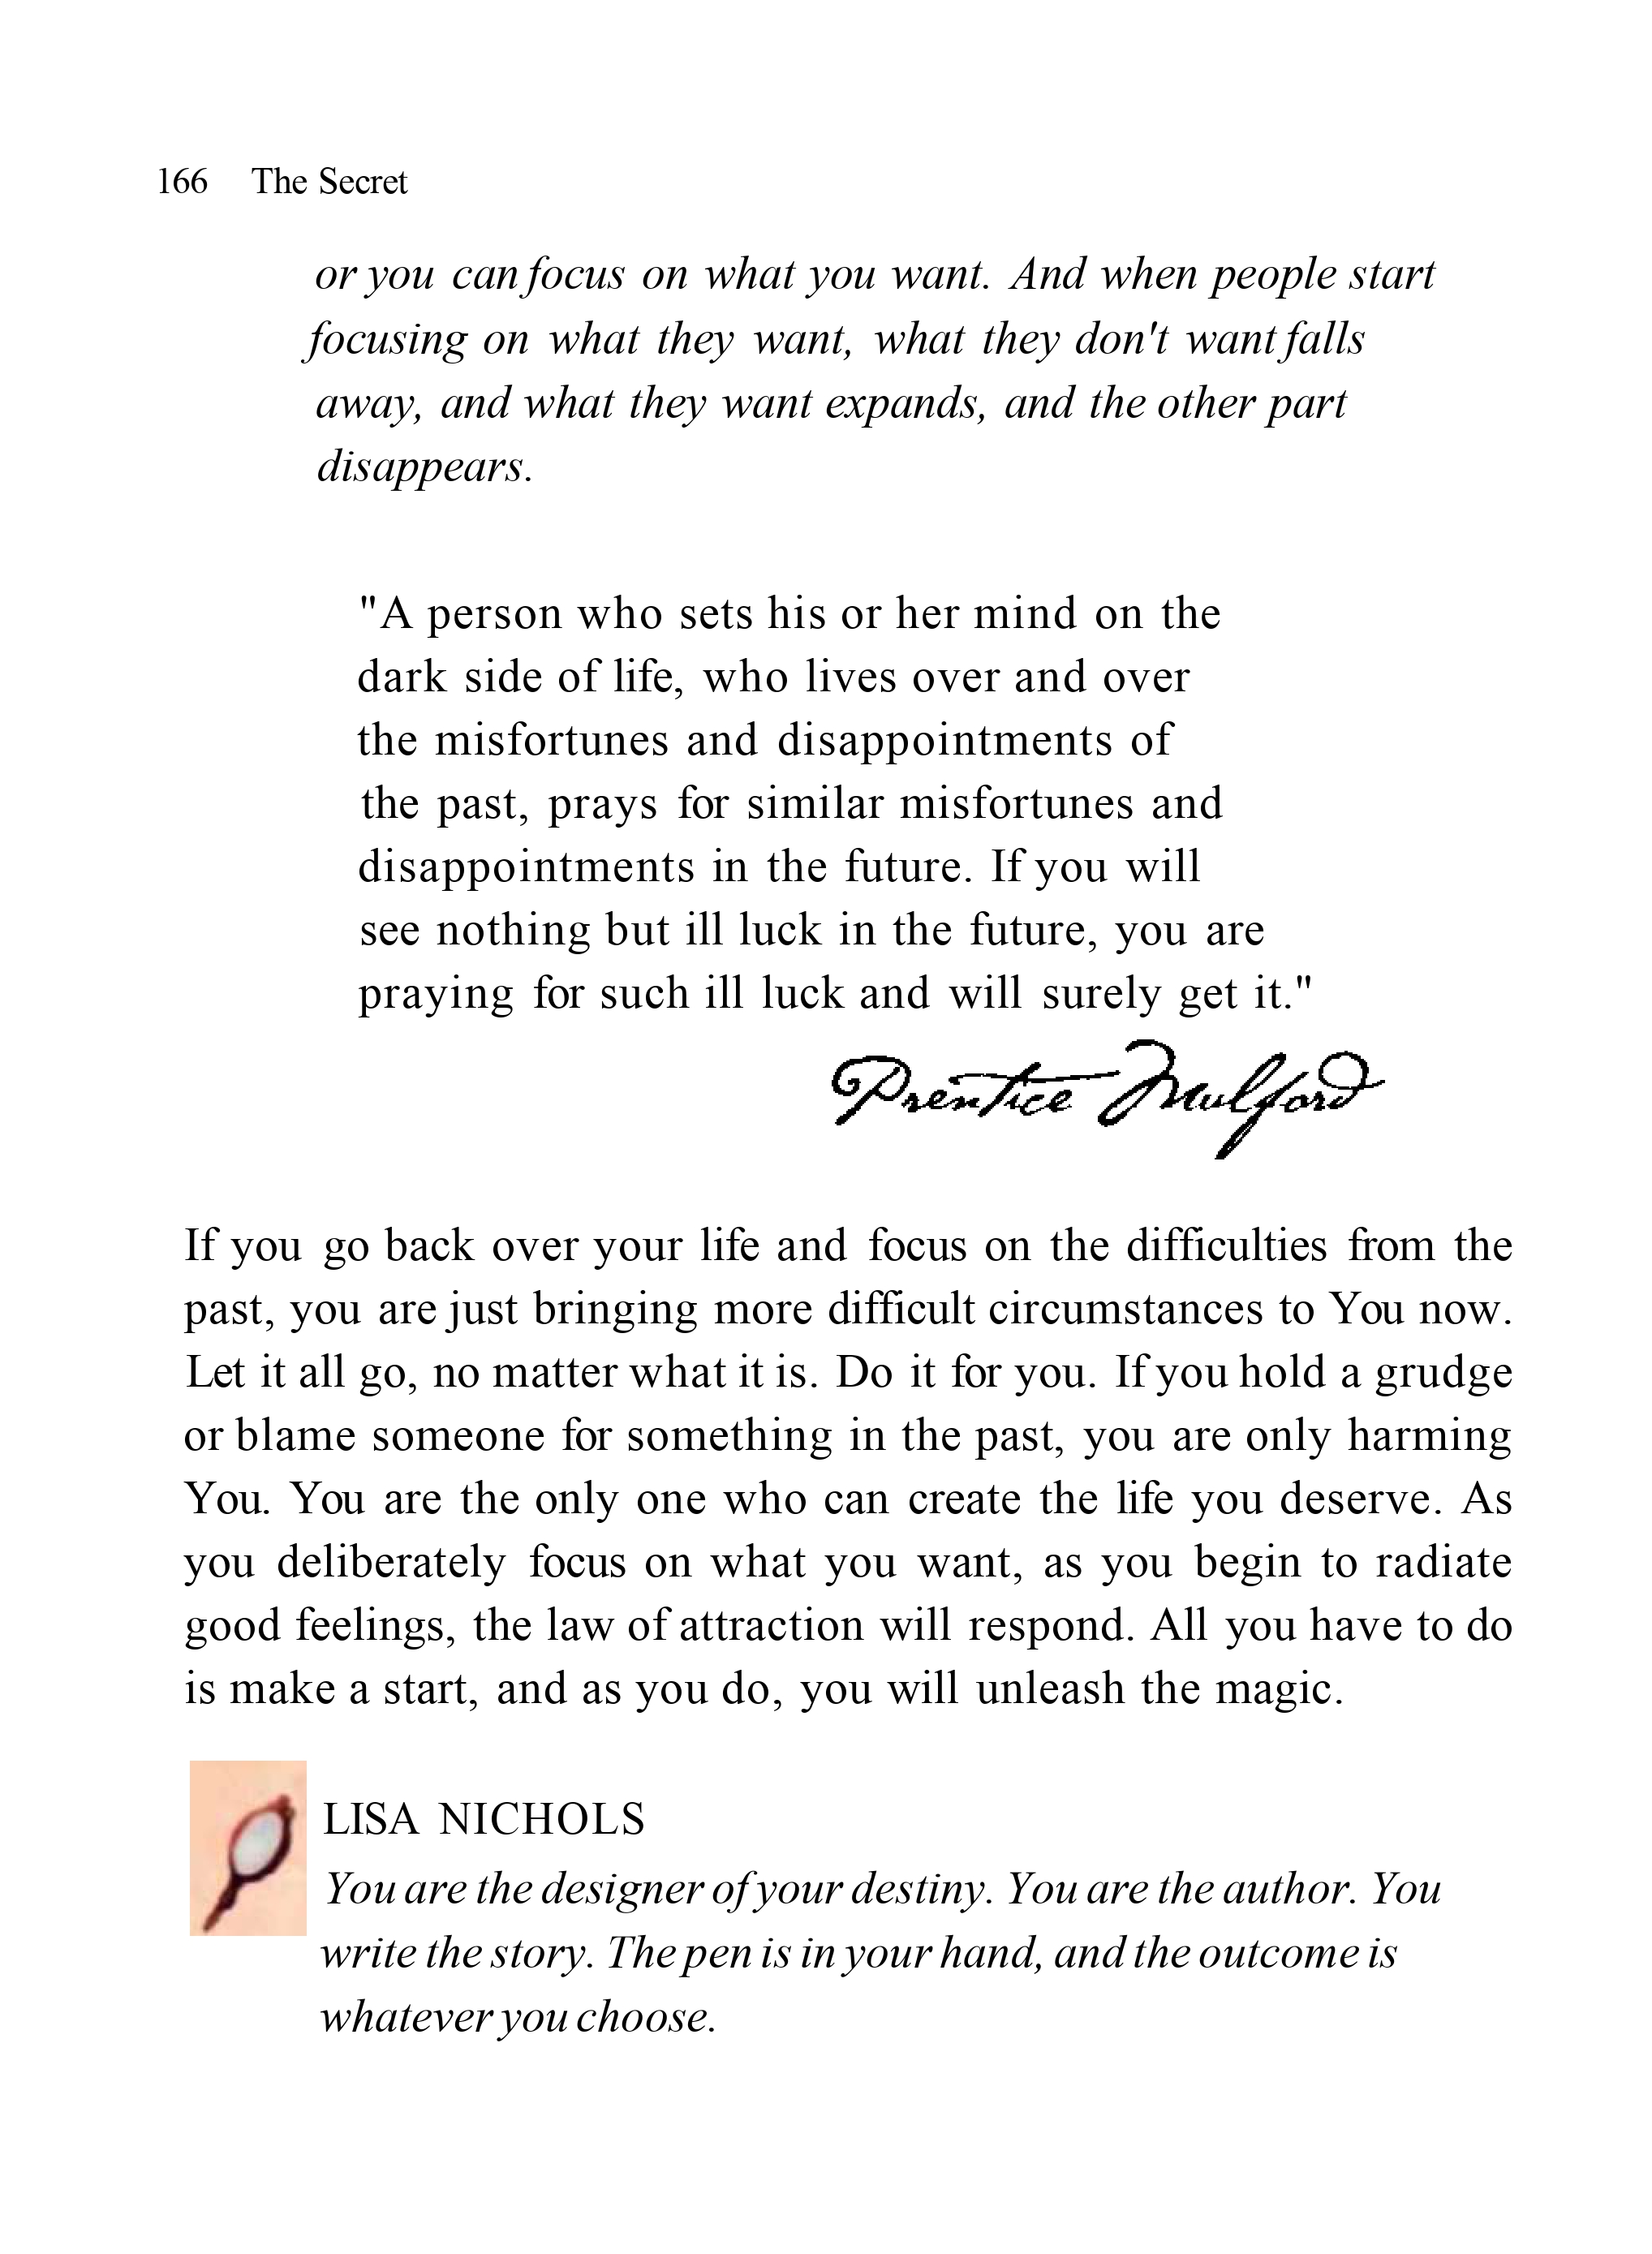 166 The Secret
or you can focus on what you want. And when people start
focusing on what they want, what they don't want falls
away, and what they want expands, and the other part
disappears.
"A person who sets his or her mind on the
dark side of life, who lives over and over
the misfortunes and disappointments of
the past, prays for similar misfortunes and
disappointments in the future. If you will
see nothing but ill luck in the future, you are
praying for such ill luck and will surely get it."
Prentice Mulford
If you go back over your life and focus on the difficulties from the
past, you are just bringing more difficult circumstances to You now.
Let it all go, no matter what it is. Do it for you. If you hold a grudge
or blame someone for something in the past, you are only harming
You. You are the only one who can create the life you deserve. As
you deliberately focus on what you want, as you begin to radiate
good feelings, the law of attraction will respond. All you have to do
is make a start, and as you do, you will unleash the magic.
LISA NICHOLS
You are the designer of your destiny. You are the author. You
write the story. The pen is in your hand, and the outcome is
whatever you choose.